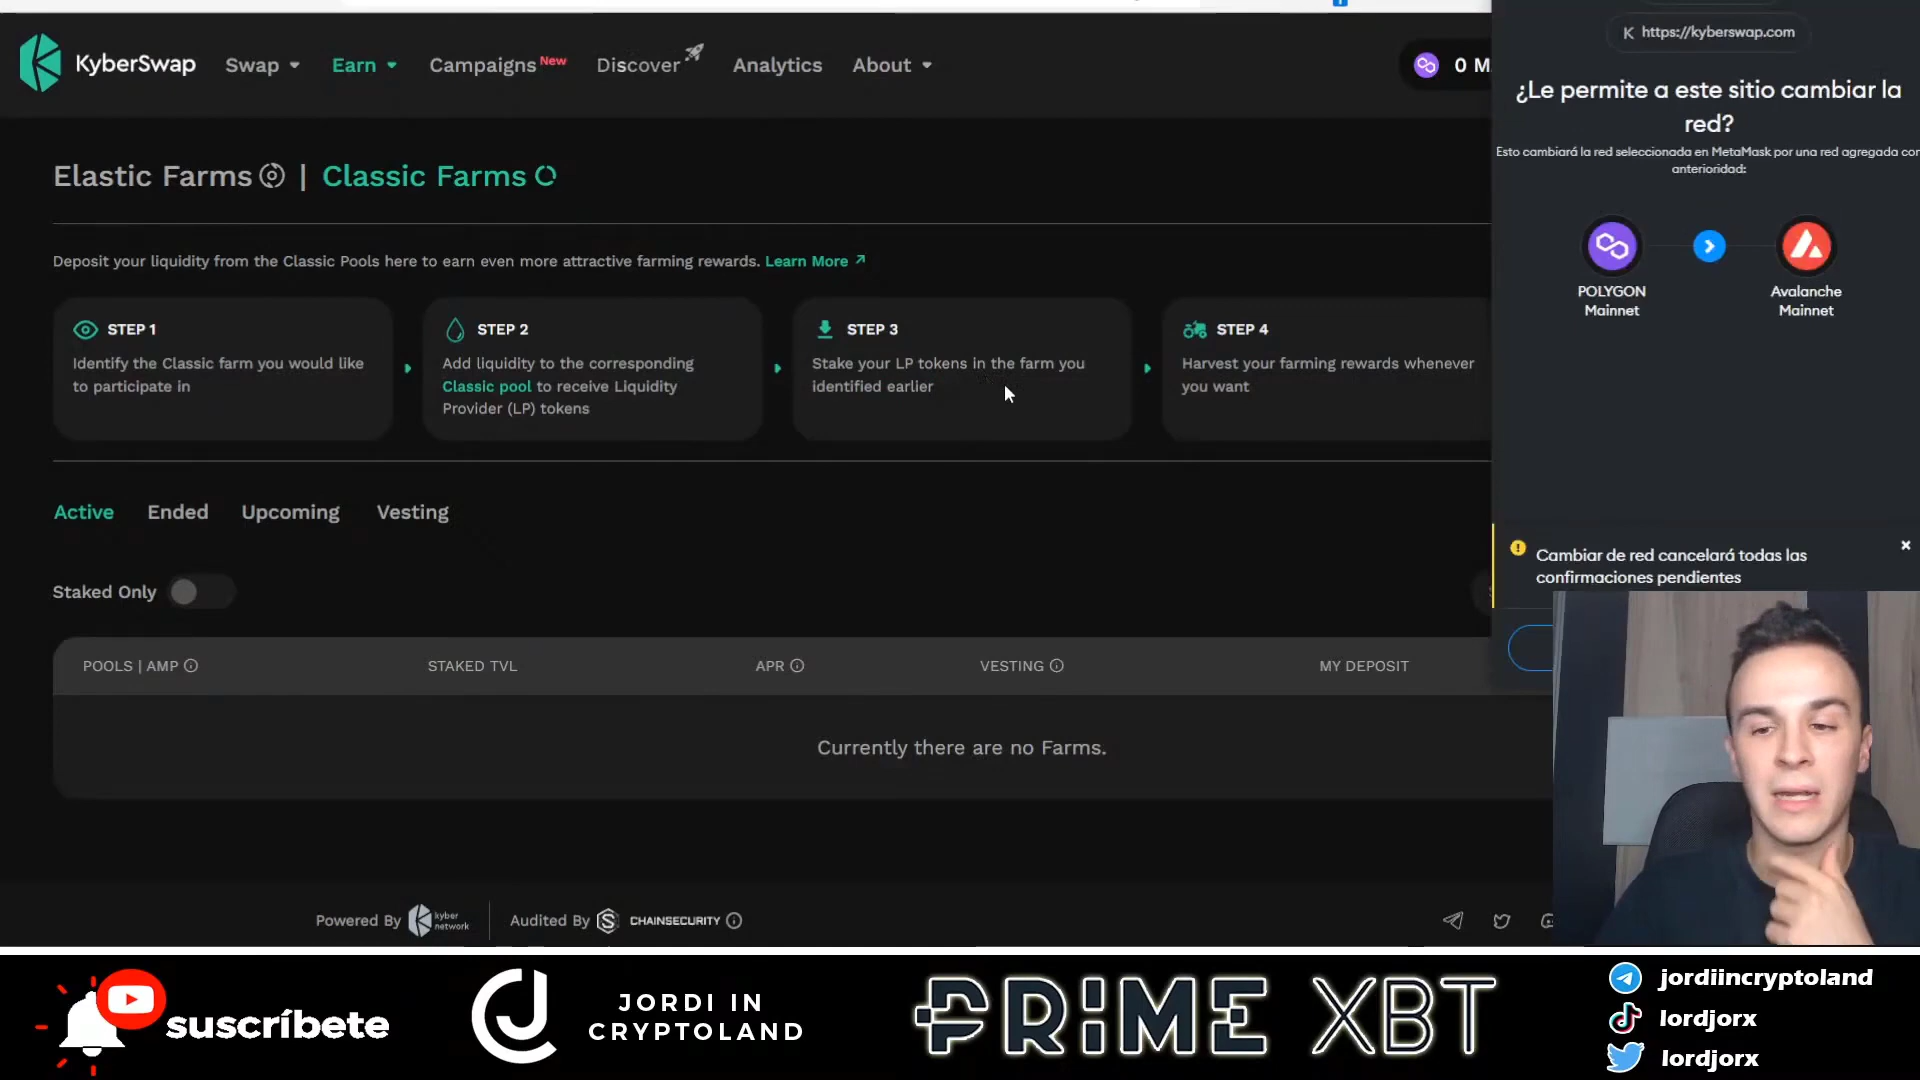 KyberSwap
Swap
Earn
Campaigns New
Discover
Analytics
About
0 M
K https://kyberswap.com
¿Le permite a este sitio cambiar la
red?
Esto cambiará la red seleccionada en MetaMask por una red agregada con
anterioridad:
POLYGON
Mainnet
Avalanche
Mainnet
Elastic Farms | Classic Farms
Deposit your liquidity from the Classic Pools here to earn even more attractive farming rewards. Learn More ↗
STEP 1
Identify the Classic farm you would like
to participate in
STEP 2
Add liquidity to the corresponding
Classic pool to receive Liquidity
Provider (LP) tokens
STEP 3
Stake your LP tokens in the farm you
identified earlier
STEP 4
Harvest your farming rewards whenever
you want
Active
Ended
Upcoming
Vesting
Cambiar de red cancelará todas las
confirmaciones pendientes
Staked Only
POOLS | AMP
STAKED TVL
APR
VESTING
MY DEPOSIT
Currently there are no Farms.
Powered By kyber network
Audited By CHAINSECURITY
suscríbete
JORDI IN
CRYPTOLAND
PRIME XBT
jordiincryptoland
lordjorx
lordjorx